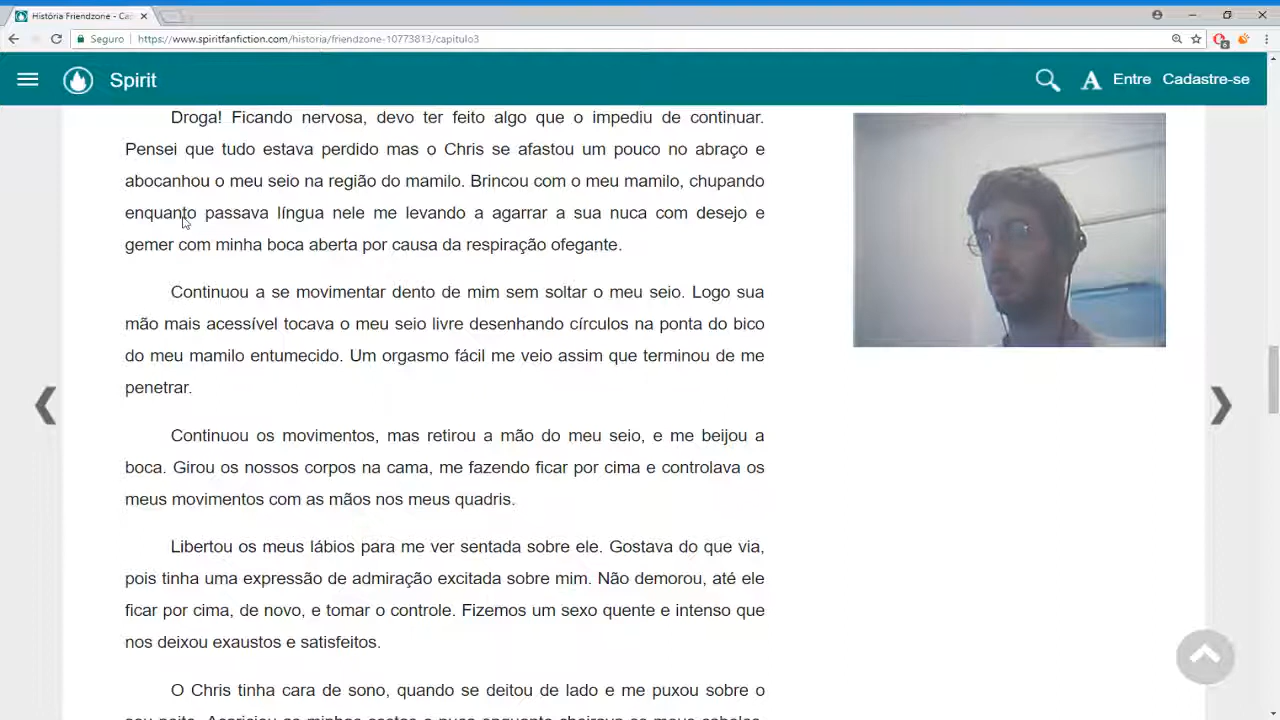 História Friendzone - Ca
Seguro
https://www.spiritfanfiction.com/historia/friendzone-10773813/capitulo3
6
Spirit
A
Entre
Cadastre-se
Droga! Ficando nervosa, devo ter feito algo que o impediu de continuar.
Pensei que tudo estava perdido mas o Chris se afastou um pouco no abraço e
abocanhou o meu seio na região do mamilo. Brincou com o meu mamilo, chupando
enquanto passava língua nele me levando a agarrar a sua nuca com desejo e
gemer com minha boca aberta por causa da respiração ofegante.
Continuou a se movimentar dento de mim sem soltar o meu seio. Logo sua
mão mais acessível tocava o meu seio livre desenhando círculos na ponta do bico
do meu mamilo entumecido. Um orgasmo fácil me veio assim que terminou de me
penetrar.
Continuou os movimentos, mas retirou a mão do meu seio, e me beijou a
boca. Girou os nossos corpos na cama, me fazendo ficar por cima e controlava os
meus movimentos com as mãos nos meus quadris.
Libertou os meus lábios para me ver sentada sobre ele. Gostava do que via,
pois tinha uma expressão de admiração excitada sobre mim. Não demorou, até ele
ficar por cima, de novo, e tomar o controle. Fizemos um sexo quente e intenso que
nos deixou exaustos e satisfeitos.
O Chris tinha cara de sono, quando se deitou de lado e me puxou sobre o